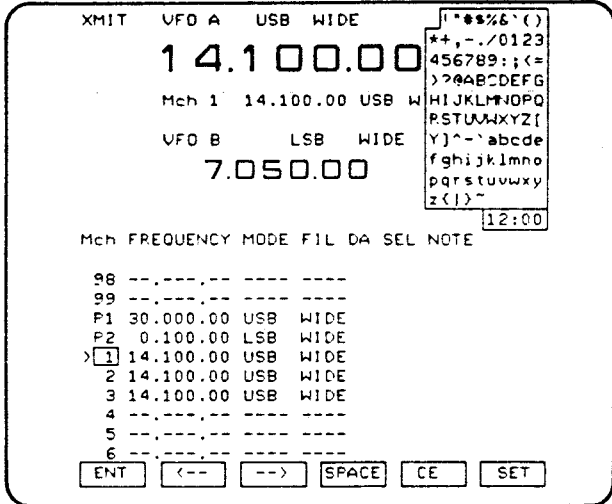 XMIT VFO A USB WIDE
14.100.00
Mch 1 14.100.00 USB W
VFO B LSB WIDE
7.050.00
!"#$%&'()
*+,-./0123
456789:;<=
>?@ABCDEFG
HIJKLMNOPQ
RSTUVWXYZ[
Y]^-`abcde
fghijklmno
pqrstuvwxy
z{|}~
12:00
Mch FREQUENCY MODE FIL DA SEL NOTE
98 --.---.-- ---- ----
99 --.---.-- ---- ----
P1 30.000.00 USB WIDE
P2 0.100.00 LSB WIDE
>1 14.100.00 USB WIDE
2 14.100.00 USB WIDE
3 14.100.00 USB WIDE
4 --.---.-- ---- ----
5 --.---.-- ---- ----
6 --.---.-- ---- ----
ENT <-- --> SPACE CE SET